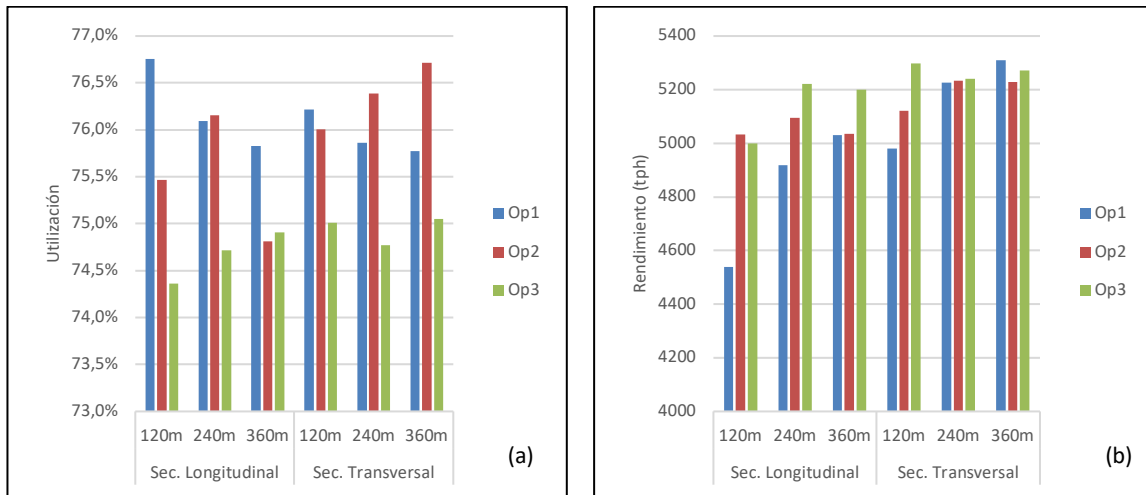 77,0%
76,5%
76,0%
75,5%
75,0%
74,5%
74,0%
73,5%
73,0%
Utilización
120m 240m 360m 120m 240m 360m
Sec. Longitudinal Sec. Transversal
Op1
Op2
Op3
(a)
5400
5200
5000
4800
4600
4400
4200
4000
Rendimiento (tph)
120m 240m 360m 120m 240m 360m
Sec. Longitudinal Sec. Transversal
Op1
Op2
Op3
(b)